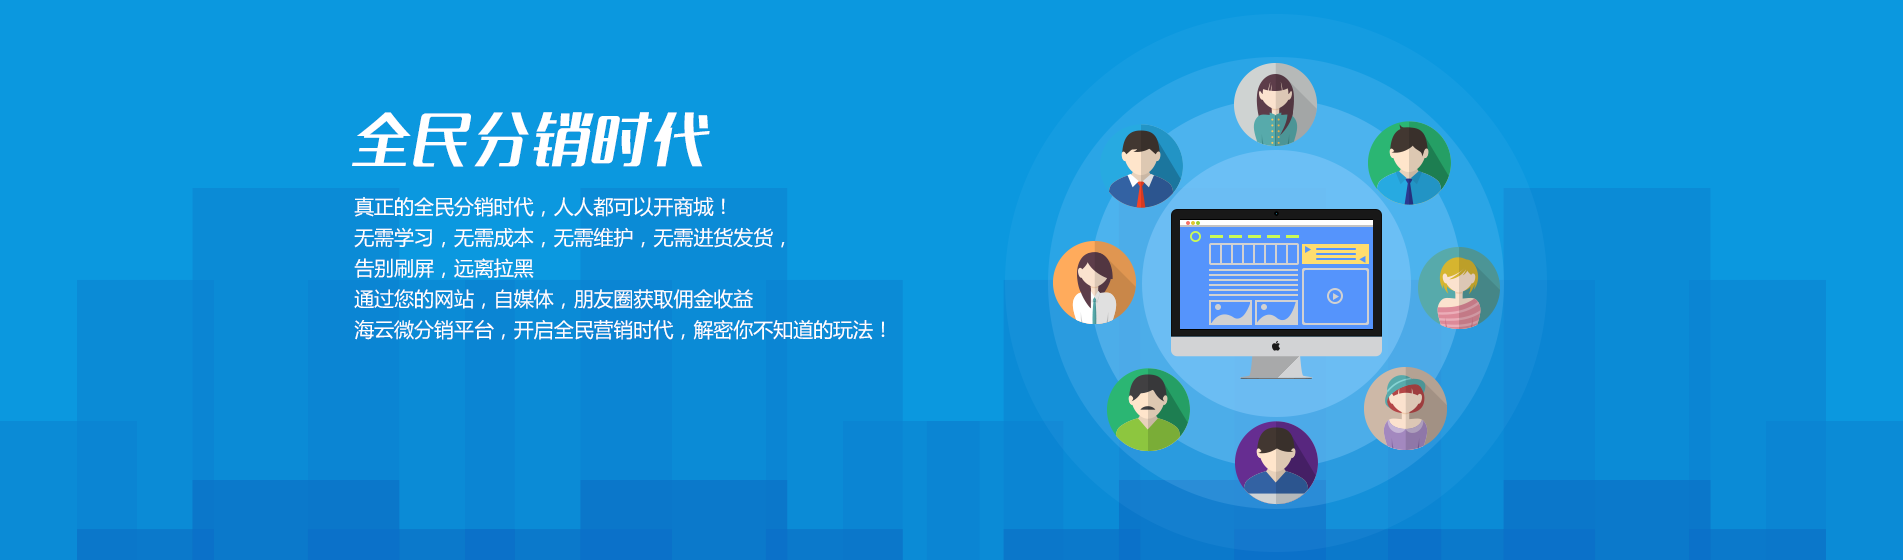 全民分销时代
真正的全民分销时代，人人都可以开商城！
无需学习，无需成本，无需维护，无需进货发货，
告别刷屏，远离拉黑
通过您的网站，自媒体，朋友圈获取佣金收益
海云微分销平台，开启全民营销时代，解密你不知道的玩法！